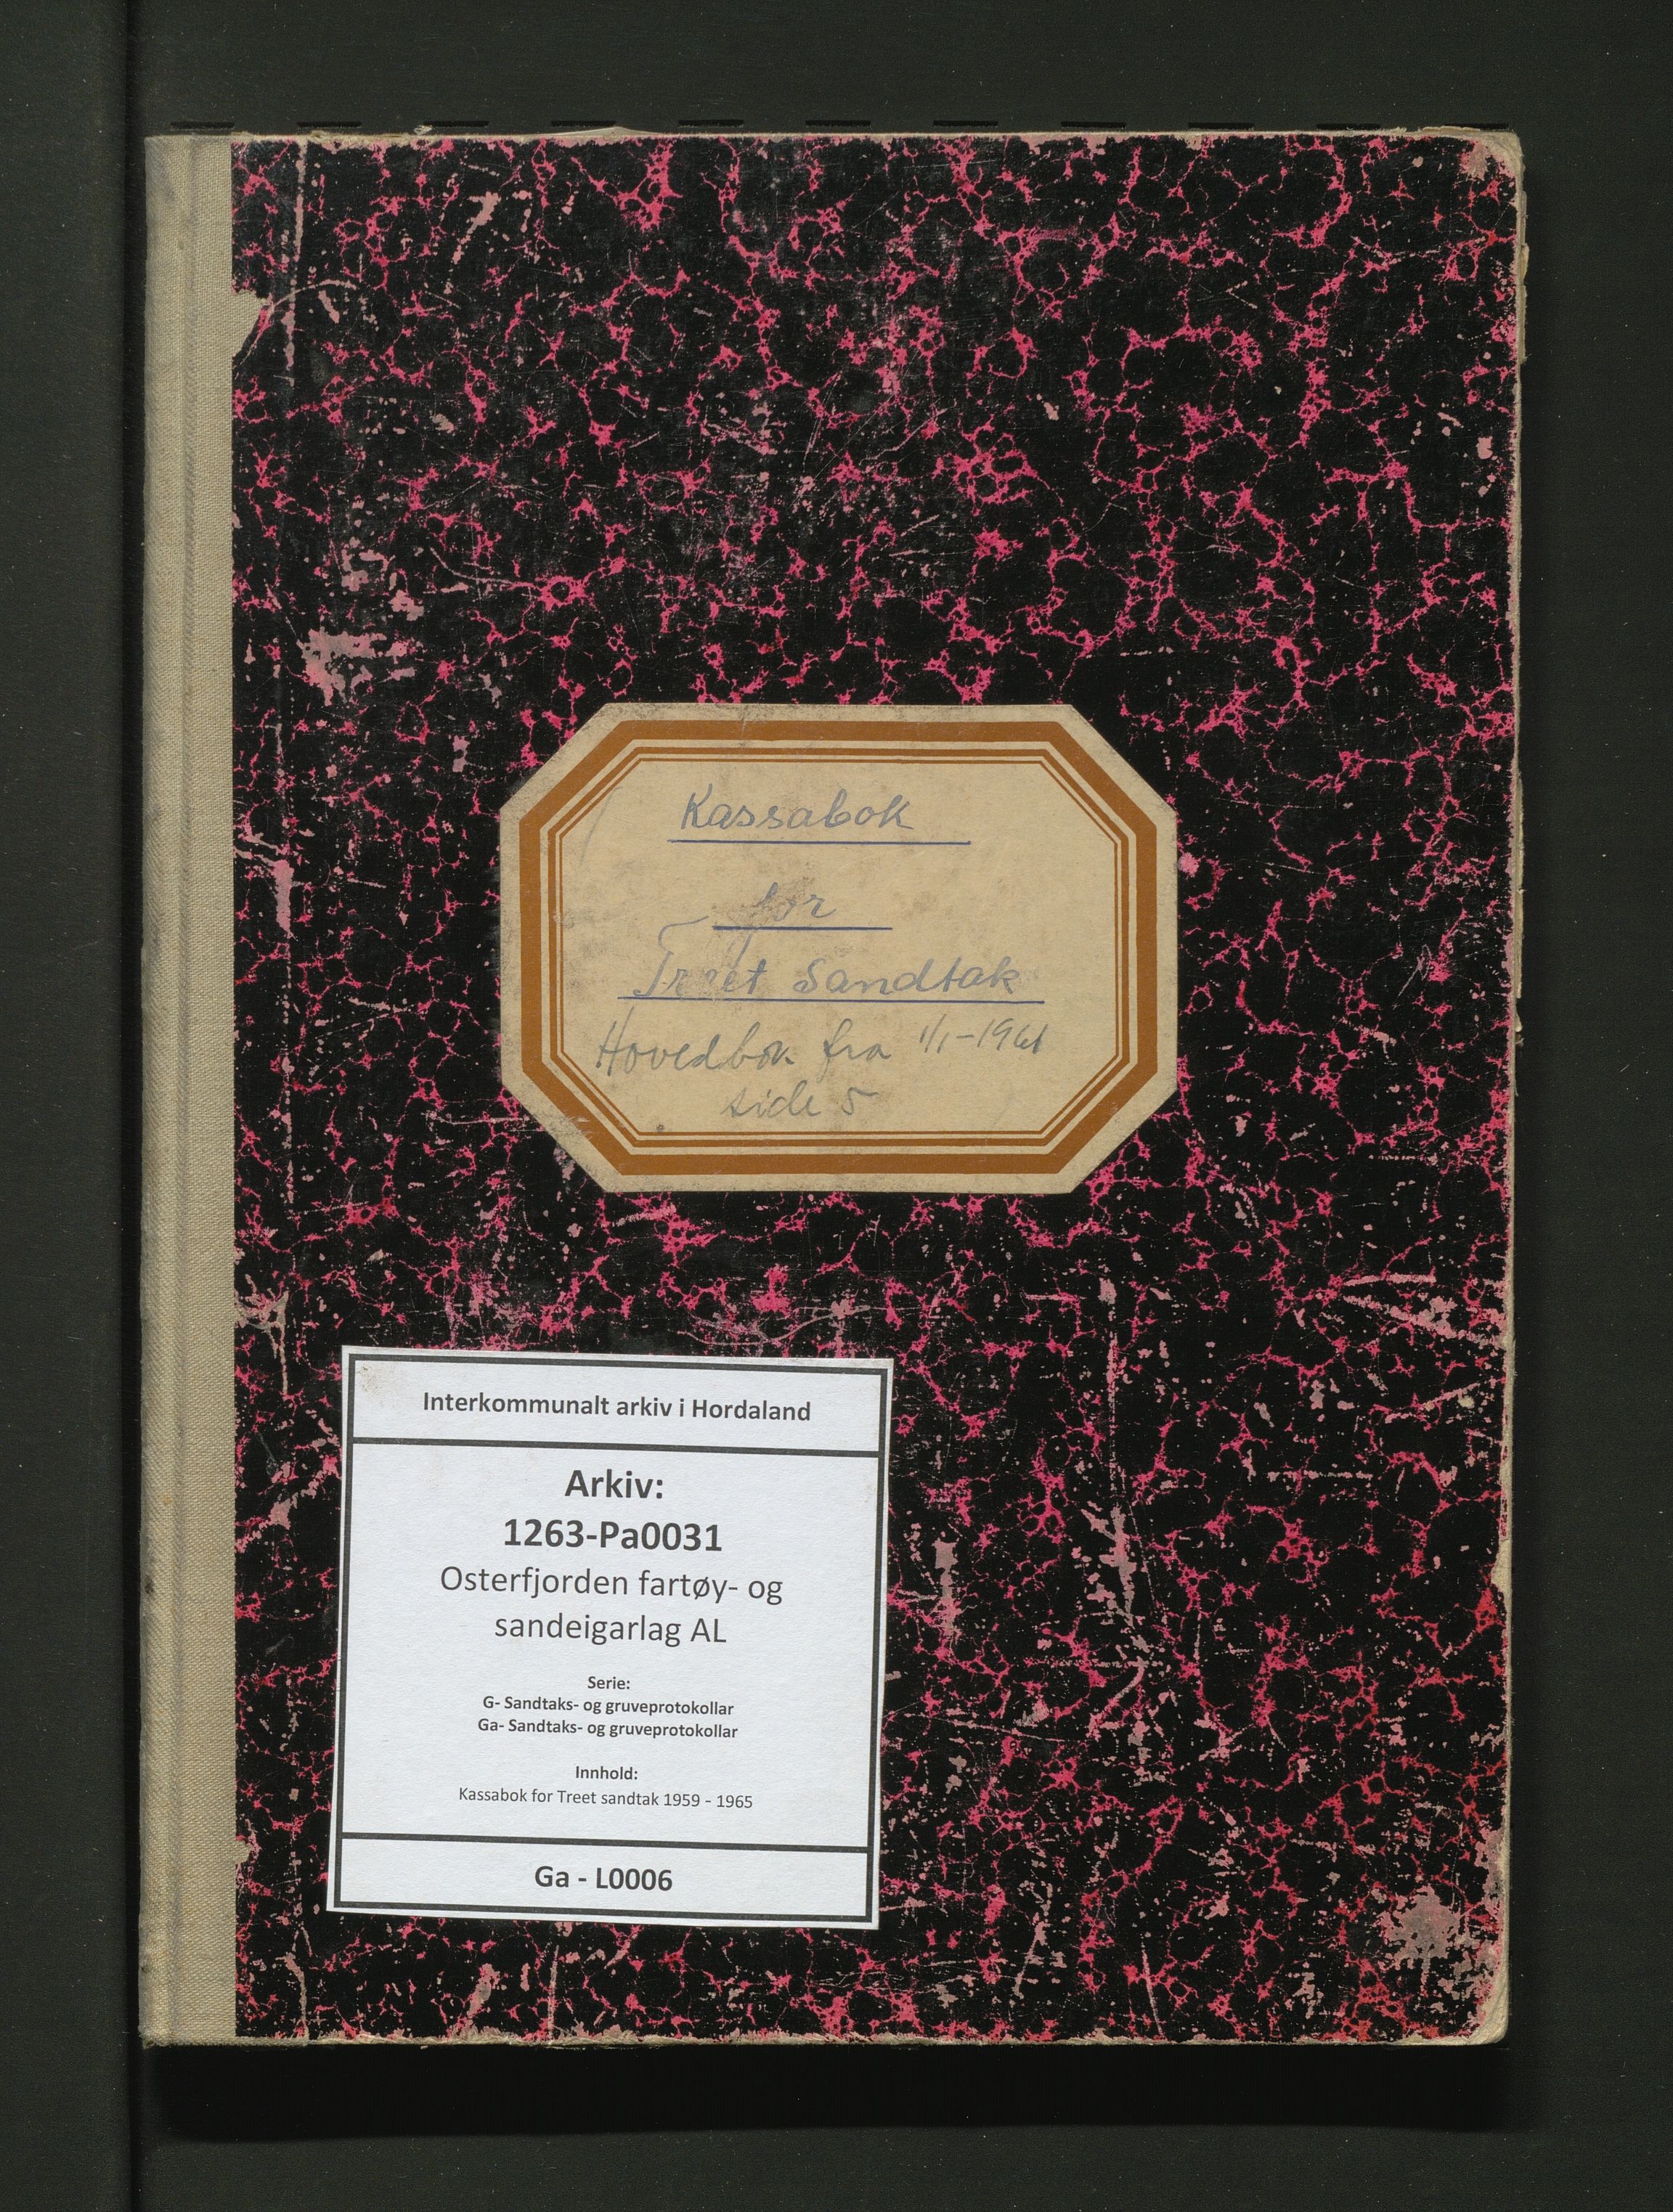 Kassabok
for
Treet Sandtak
Hovedbok fra 1/1-1961
side 5
Interkommunalt arkiv i Hordaland
Arkiv:
1263-Pa0031
Osterfjorden fartøy- og
sandeigarlag AL
Serie:
G- Sandtaks- og gruveprotokollar
Ga- Sandtaks- og gruveprotokollar
Innhold:
Kassabok for Treet sandtak 1959 - 1965
Ga - L0006